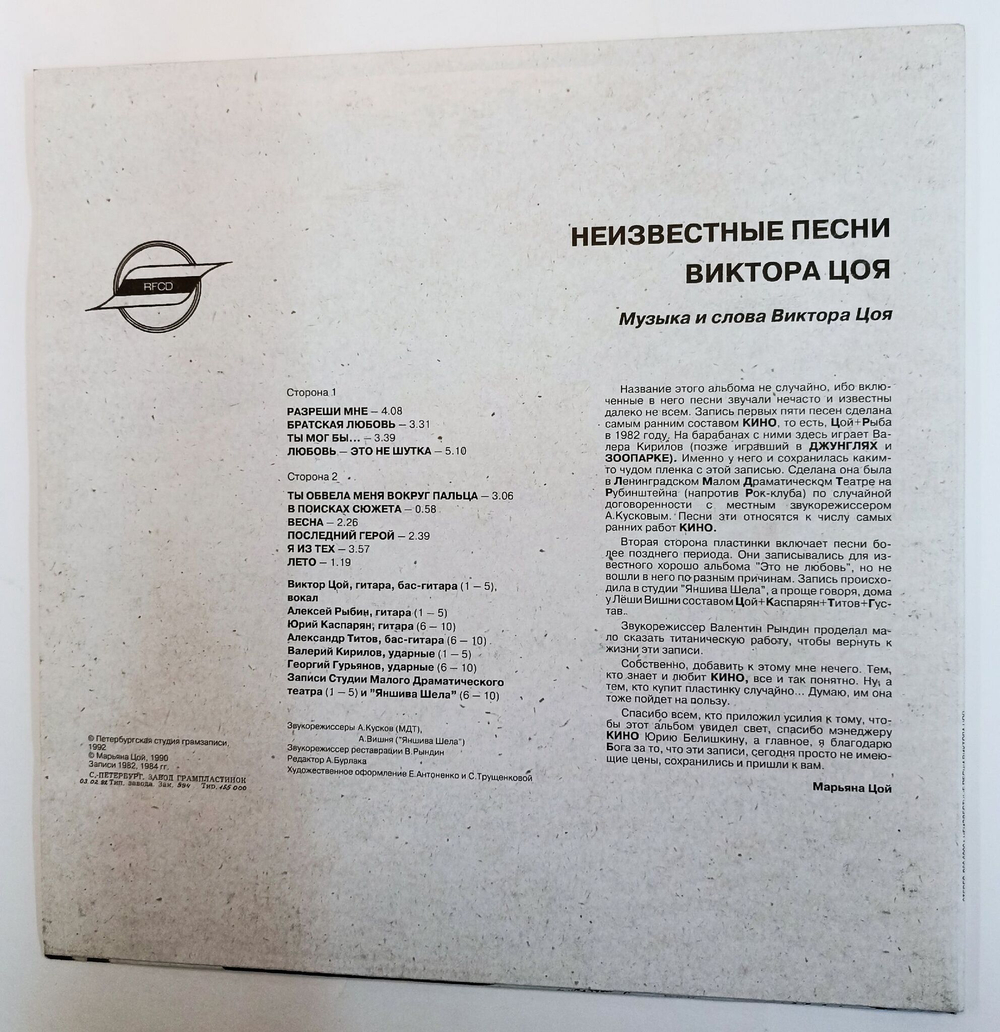 НЕИЗВЕСТНЫЕ ПЕСНИ
ВИКТОРА ЦОЯ
Музыка и слова Виктора Цоя
RFCD
Сторона 1
РАЗРЕШИ МНЕ – 4.08
БРАТСКАЯ ЛЮБОВЬ – 3.31
ТЫ МОГ БЫ... – 3.39
ЛЮБОВЬ – ЭТО НЕ ШУТКА – 5.10
Сторона 2
ТЫ ОБВЕЛА МЕНЯ ВОКРУГ ПАЛЬЦА – 3.06
В ПОИСКАХ СЮЖЕТА – 0.58
ВЕСНА – 2.26
ПОСЛЕДНИЙ ГЕРОЙ – 2.39
Я ИЗ ТЕХ – 3.57
ЛЕТО – 1.19
Виктор Цой, гитара, бас-гитара (1 – 5),
вокал
Алексей Рыбин, гитара (1 – 5)
Юрий Каспарян, гитара (6 – 10)
Александр Титов, бас-гитара (6 – 10)
Валерий Кирилов, ударные (1 – 5)
Георгий Гурьянов, ударные (6 – 10)
Записи Студии Малого Драматического
театра (1 – 5) и "Яншива Шела" (6 – 10)
Звукорежиссеры А.Кусков (МДТ),
А.Вишня ("Яншива Шела")
Звукорежиссер реставрации В.Рындин
Редактор А.Бурлака
Художественное оформление Е.Антоненко и С.Трущенковой
© Петербургская студия грамзаписи,
1992
© Марьяна Цой, 1990
Записи 1982, 1984 гг.
С.-ПЕТЕРБУРГ. ЗАВОД ГРАМПЛАСТИНОК
03.02.92 Тип. завода. Зак. 394 Тир. 155 000
Название этого альбома не случайно, ибо вклю-
ченные в него песни звучали нечасто и известны
далеко не всем. Запись первых пяти песен сделана
самым ранним составом КИНО, то есть, Цой+Рыба
в 1982 году. На барабанах с ними здесь играет Ва-
лера Кирилов (позже игравший в ДЖУНГЛЯХ и
ЗООПАРКЕ). Именно у него и сохранилась каким-
то чудом пленка с этой записью. Сделана она была
в Ленинградском Малом Драматическом Театре на
Рубинштейна (напротив Рок-клуба) по случайной
договоренности с местным звукорежиссером
А.Кусковым. Песни эти относятся к числу самых
ранних работ КИНО.
Вторая сторона пластинки включает песни бо-
лее позднего периода. Они записывались для из-
вестного хорошо альбома "Это не любовь", но не
вошли в него по разным причинам. Запись происхо-
дила в студии "Яншива Шела", а проще говоря, дома
у Лёши Вишни составом Цой+Каспарян+Титов+Гус-
тав..
Звукорежиссер Валентин Рындин проделал ма-
ло сказать титаническую работу, чтобы вернуть к
жизни эти записи.
Собственно, добавить к этому мне нечего. Тем,
кто знает и любит КИНО, все и так понятно. Ну, а
тем, кто купит пластинку случайно... Думаю, им она
тоже пойдет на пользу.
Спасибо всем, кто приложил усилия к тому, что-
бы этот альбом увидел свет, спасибо мэнеджеру
КИНО Юрию Белишкину, а главное, я благодарю
Бога за то, что эти записи, сегодня просто не имею-
щие цены, сохранились и пришли к вам.
Марьяна Цой